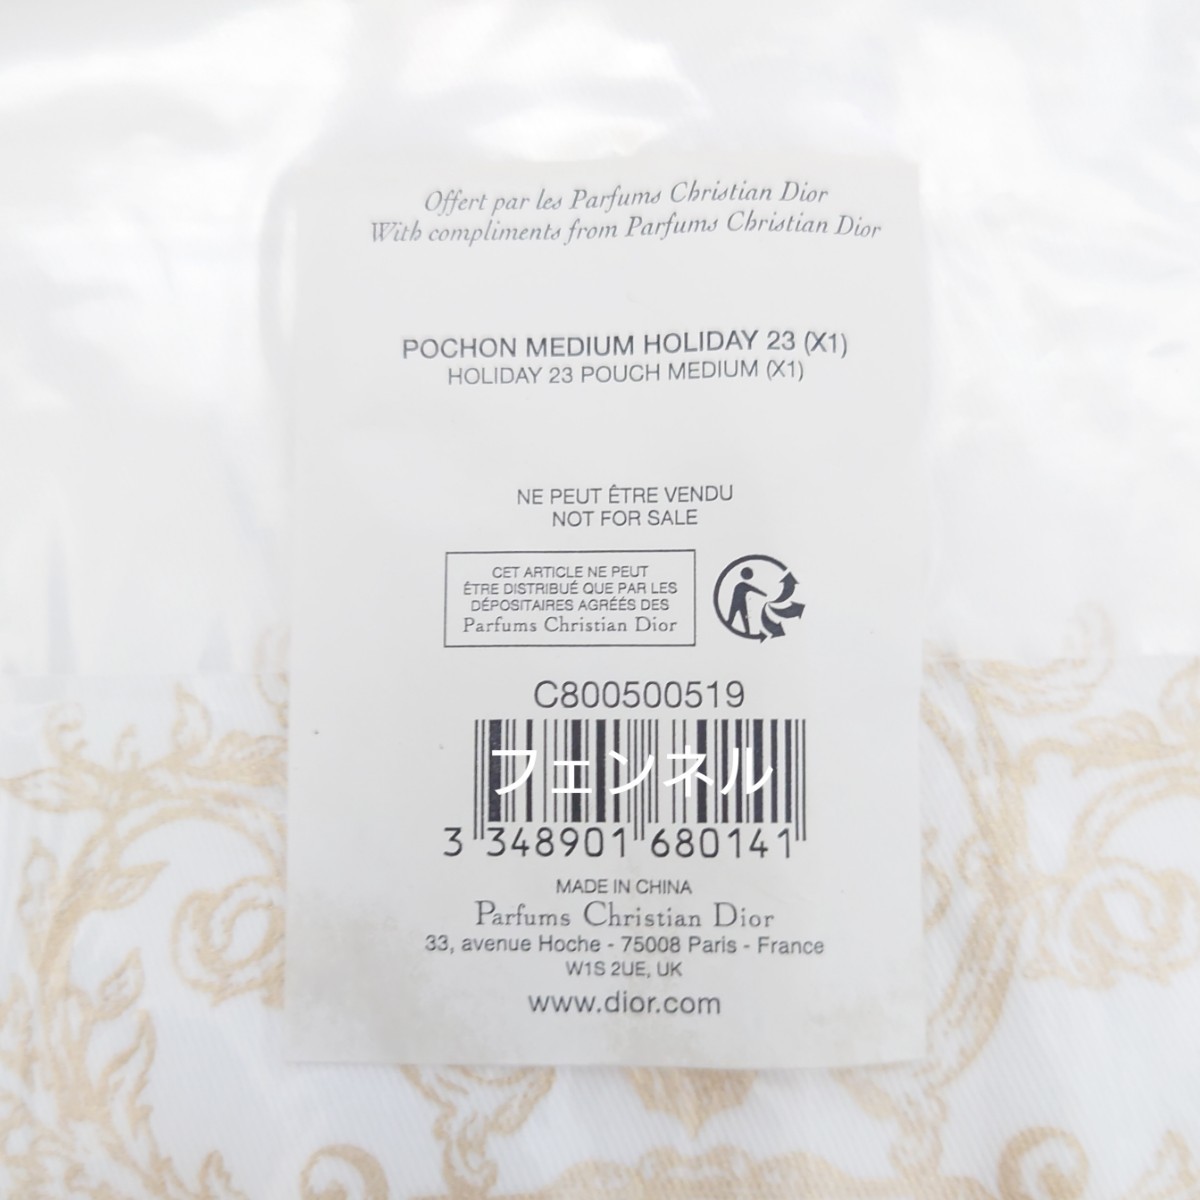 Offert par les Parfums Christian Dior
With compliments from Parfums Christian Dior
POCHON MEDIUM HOLIDAY 23 (X1)
HOLIDAY 23 POUCH MEDIUM (X1)
NE PEUT ÊTRE VENDU
NOT FOR SALE
CET ARTICLE NE PEUT
ÊTRE DISTRIBUÉ QUE PAR LES
DÉPOSITAIRES AGRÉÉS DES
Parfums Christian Dior
C800500519
フェンネル
3 348901 680141
MADE IN CHINA
Parfums Christian Dior
33, avenue Hoche - 75008 Paris - France
W1S 2UE, UK
www.dior.com